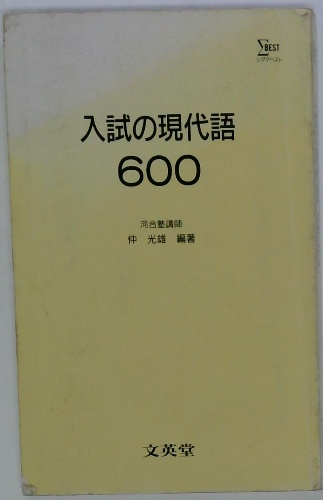 ΣBEST
シグマベスト
入試の現代語
600
河合塾講師
仲 光雄 編著
文英堂